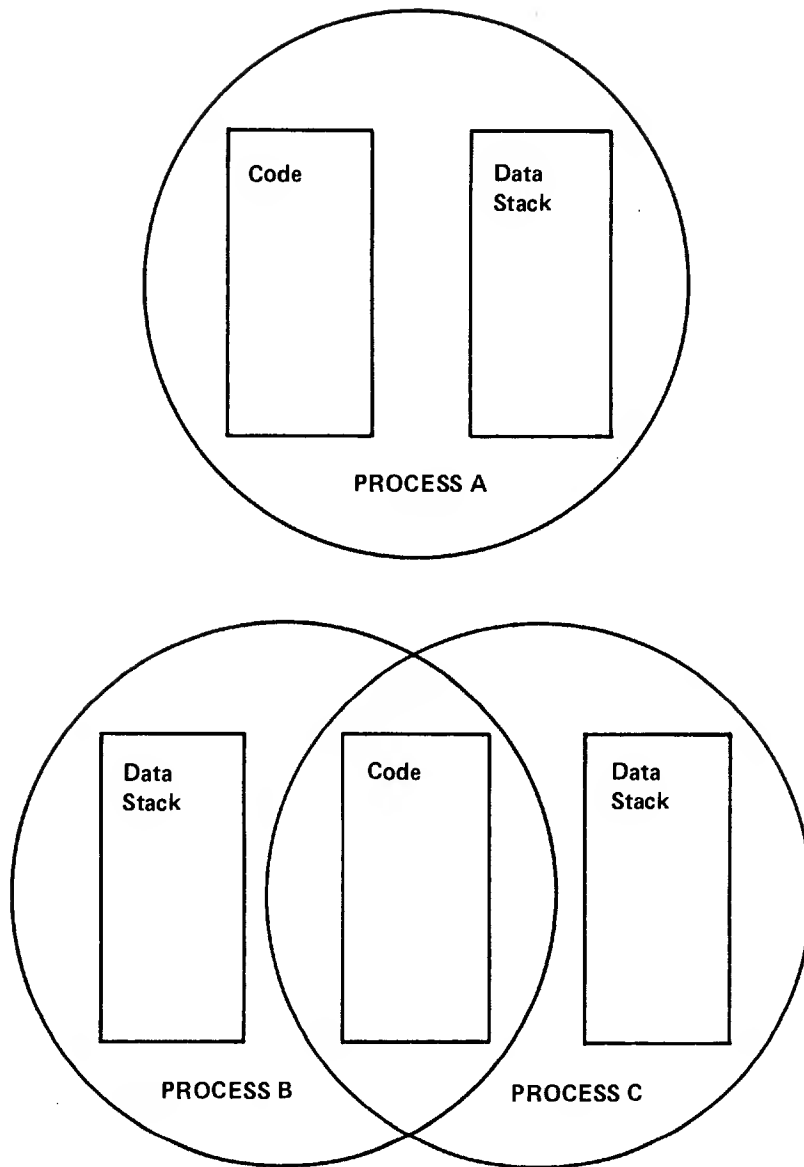 Code
Data
Stack
PROCESS A
Data
Stack
Code
Data
Stack
PROCESS B
PROCESS C